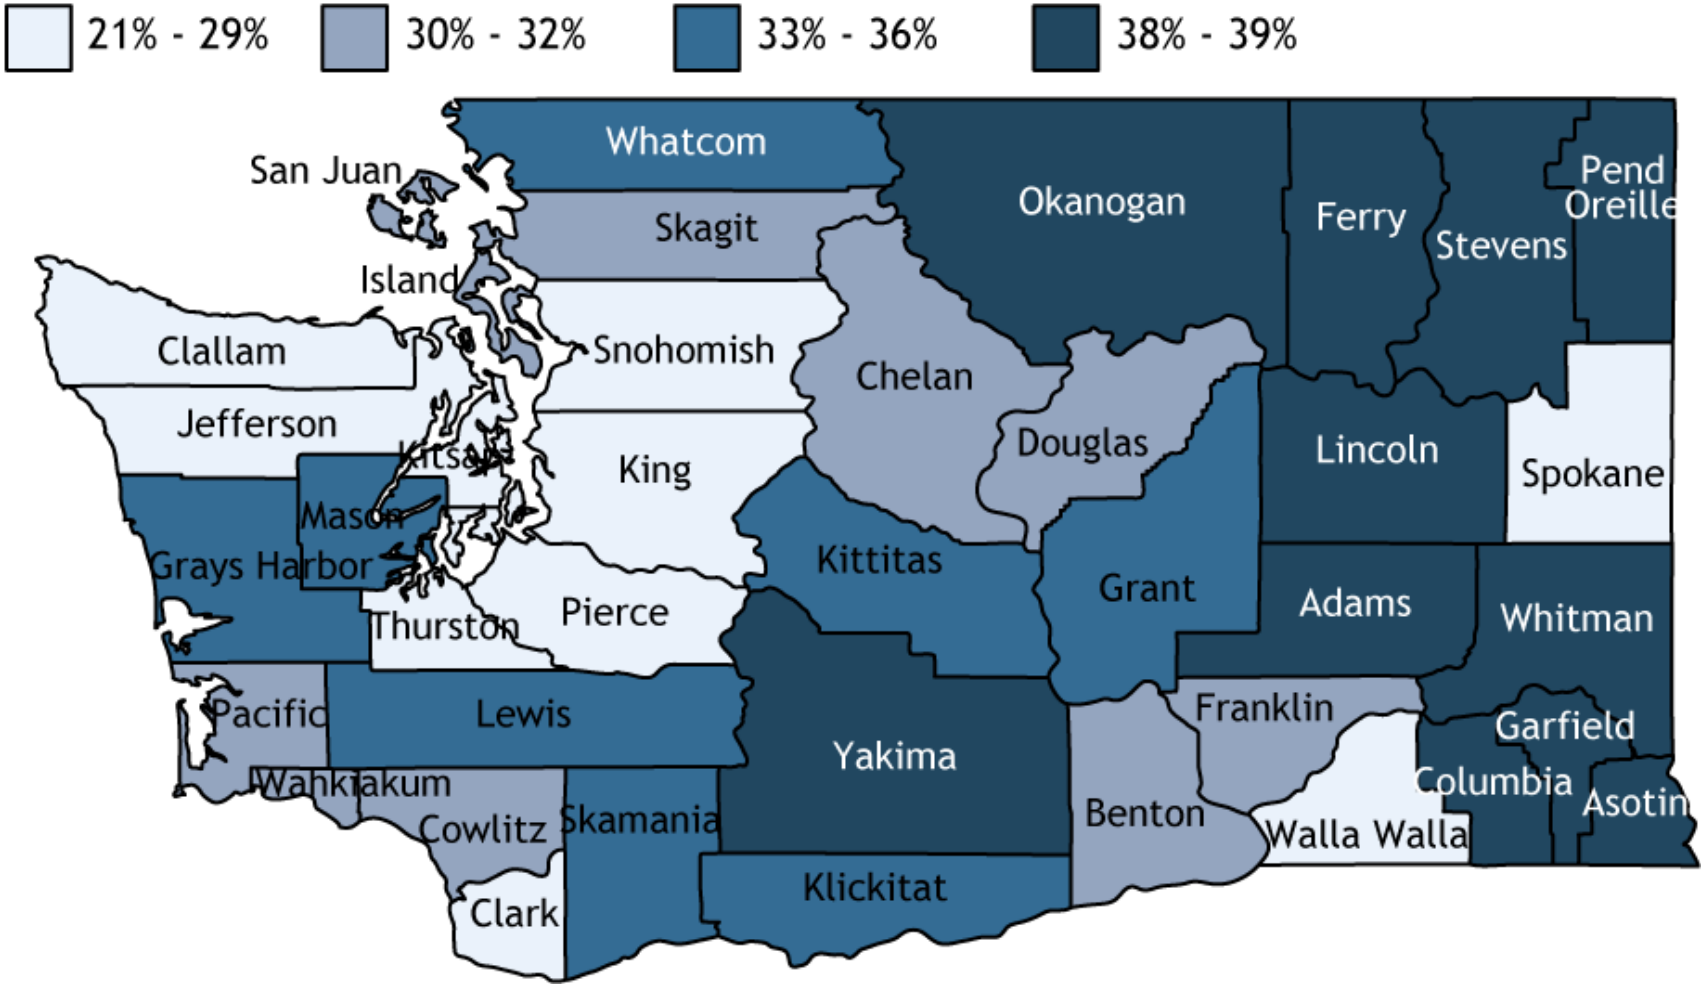 21% - 29% 30% - 32% 33% - 36% 38% - 39%
Whatcom
San Juan
Okanogan
Pend
Oreille
Skagit
Ferry
Stevens
Island
Clallam
Snohomish
Chelan
Jefferson
Douglas
Lincoln
Kitsap
King
Spokane
Mason
Grays Harbor
Kittitas
Grant
Adams
Whitman
Thurston
Pierce
Pacific
Lewis
Franklin
Garfield
Yakima
Wahkiakum
Columbia
Asotin
Cowlitz
Skamania
Benton
Walla Walla
Klickitat
Clark